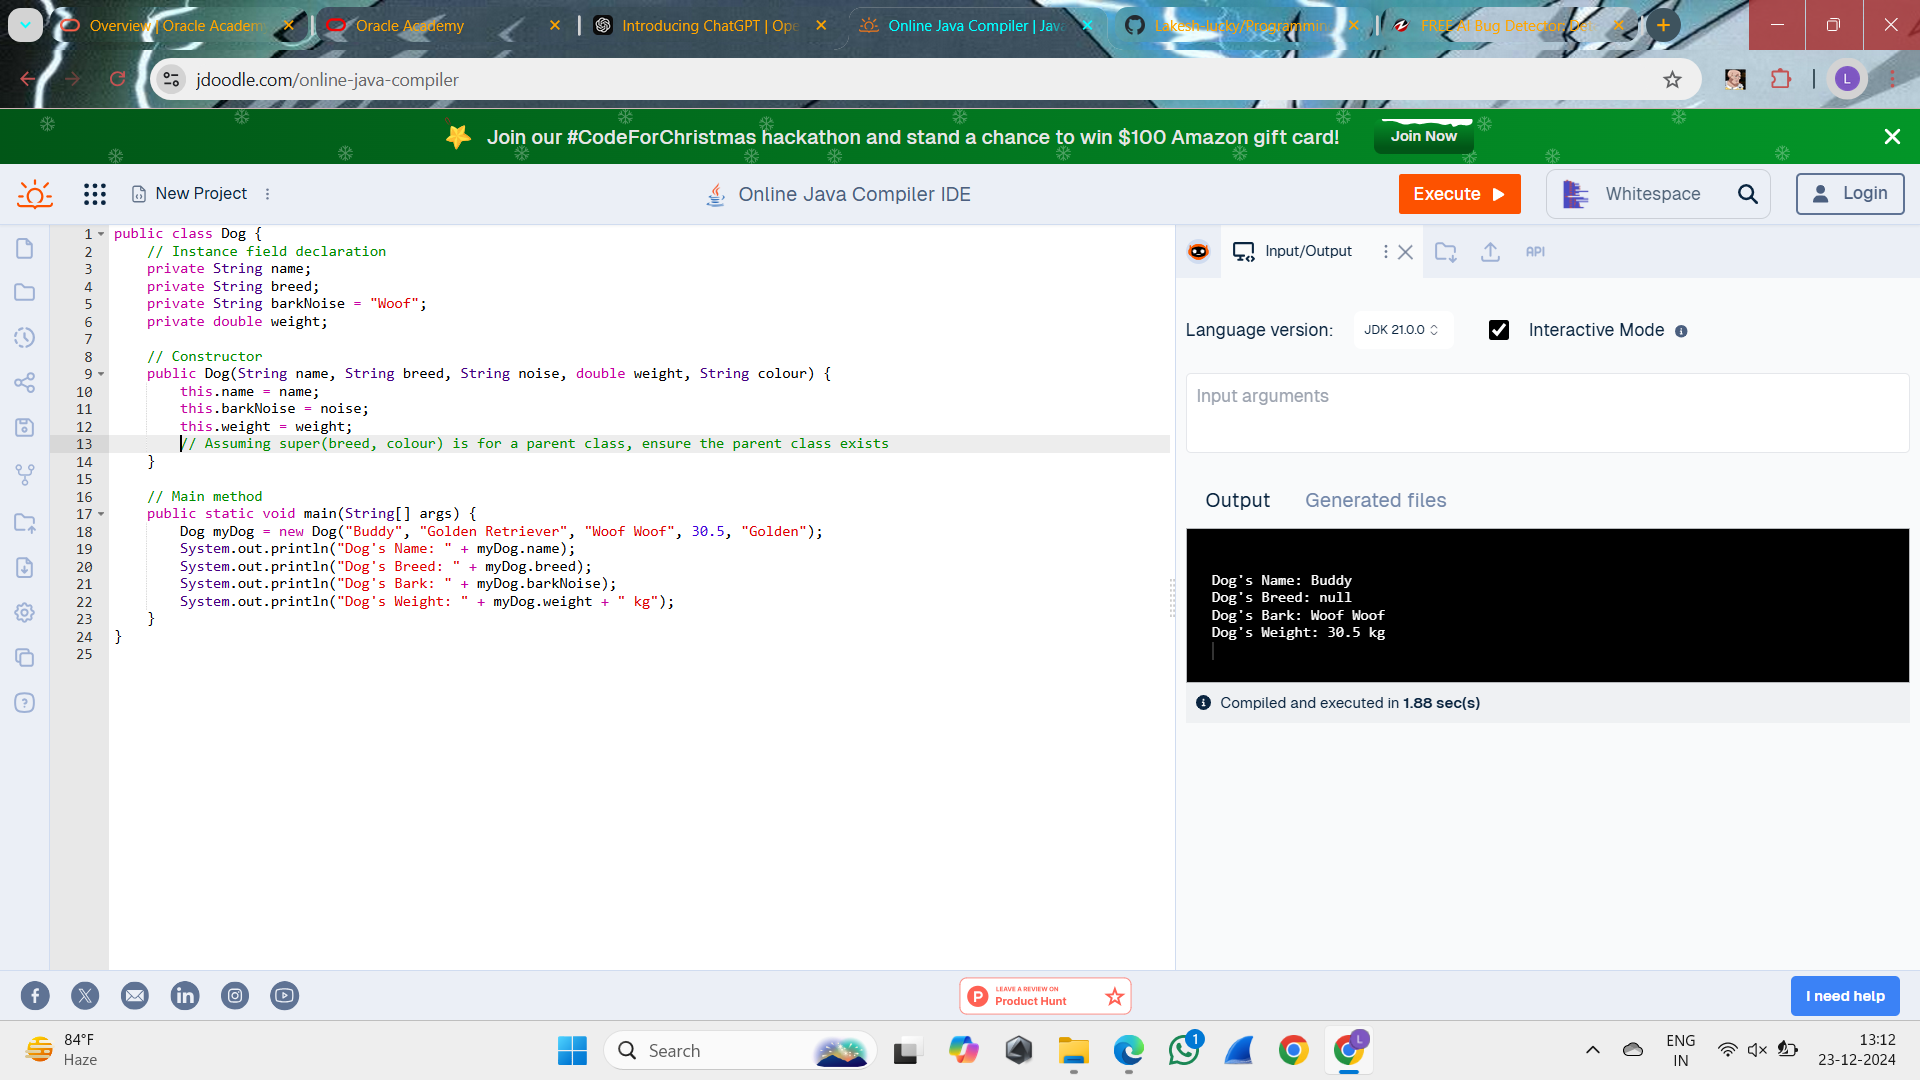 Overview | Oracle Academ
Oracle Academy
Introducing ChatGPT | Ope
Online Java Compiler | Java
Lakesh-luzky/Programmin
FREE AI Bug Detector: De
jdoodle.com/online-java-compiler
L
Join our #CodeForChristmas hackathon and stand a chance to win $100 Amazon gift card!
Join Now
New Project
Online Java Compiler IDE
Execute
Whitespace
Login
1 public class Dog {
2 // Instance field declaration
3 private String name;
4 private String breed;
5 private String barkNoise = "Woof";
6 private double weight;
7
8 // Constructor
9 public Dog(String name, String breed, String noise, double weight, String colour) {
10 this.name = name;
11 this.barkNoise = noise;
12 this.weight = weight;
13 // Assuming super(breed, colour) is for a parent class, ensure the parent class exists
14 }
15
16 // Main method
17 public static void main(String[] args) {
18 Dog myDog = new Dog("Buddy", "Golden Retriever", "Woof Woof", 30.5, "Golden");
19 System.out.println("Dog's Name: " + myDog.name);
20 System.out.println("Dog's Breed: " + myDog.breed);
21 System.out.println("Dog's Bark: " + myDog.barkNoise);
22 System.out.println("Dog's Weight: " + myDog.weight + " kg");
23 }
24 }
25
Input/Output
API
Language version:
JDK 21.0.0
Interactive Mode
Input arguments
Output
Generated files
Dog's Name: Buddy
Dog's Breed: null
Dog's Bark: Woof Woof
Dog's Weight: 30.5 kg
Compiled and executed in 1.88 sec(s)
LEAVE A REVIEW ON
Product Hunt
I need help
84°F
Haze
Search
1
L
ENG
IN
13:12
23-12-2024